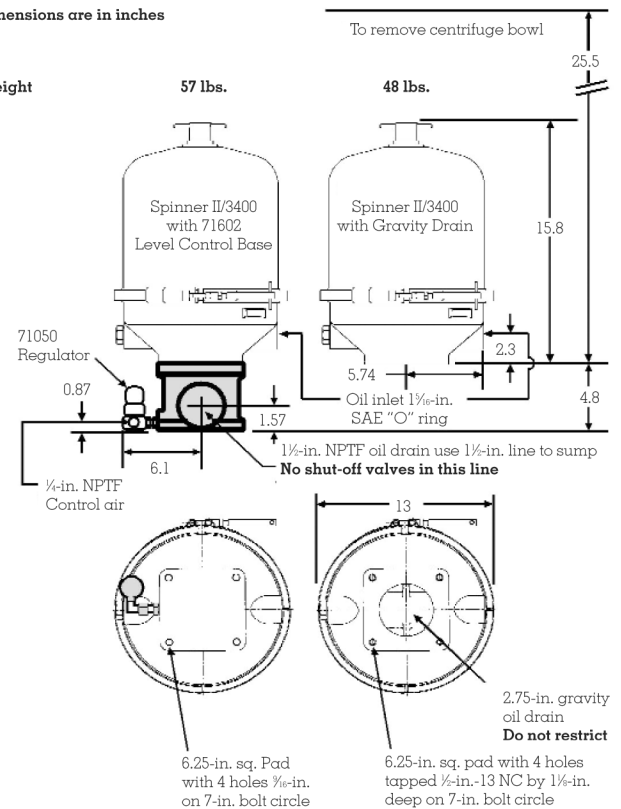 mensions are in inches
To remove centrifuge bowl
25.5
eight
57 lbs.
48 lbs.
Spinner II/3400
with 71602
Level Control Base
Spinner II/3400
with Gravity Drain
15.8
71050
Regulator
2.3
5.74
0.87
Oil inlet 1⁵⁄₁₆-in.
SAE "O" ring
4.8
1.57
6.1
1½-in. NPTF oil drain use 1½-in. line to sump
No shut-off valves in this line
¼-in. NPTF
Control air
13
2.75-in. gravity
oil drain
Do not restrict
6.25-in. sq. Pad
with 4 holes ⁹⁄₁₆-in.
on 7-in. bolt circle
6.25-in. sq. pad with 4 holes
tapped ½-in.-13 NC by 1⅛-in.
deep on 7-in. bolt circle